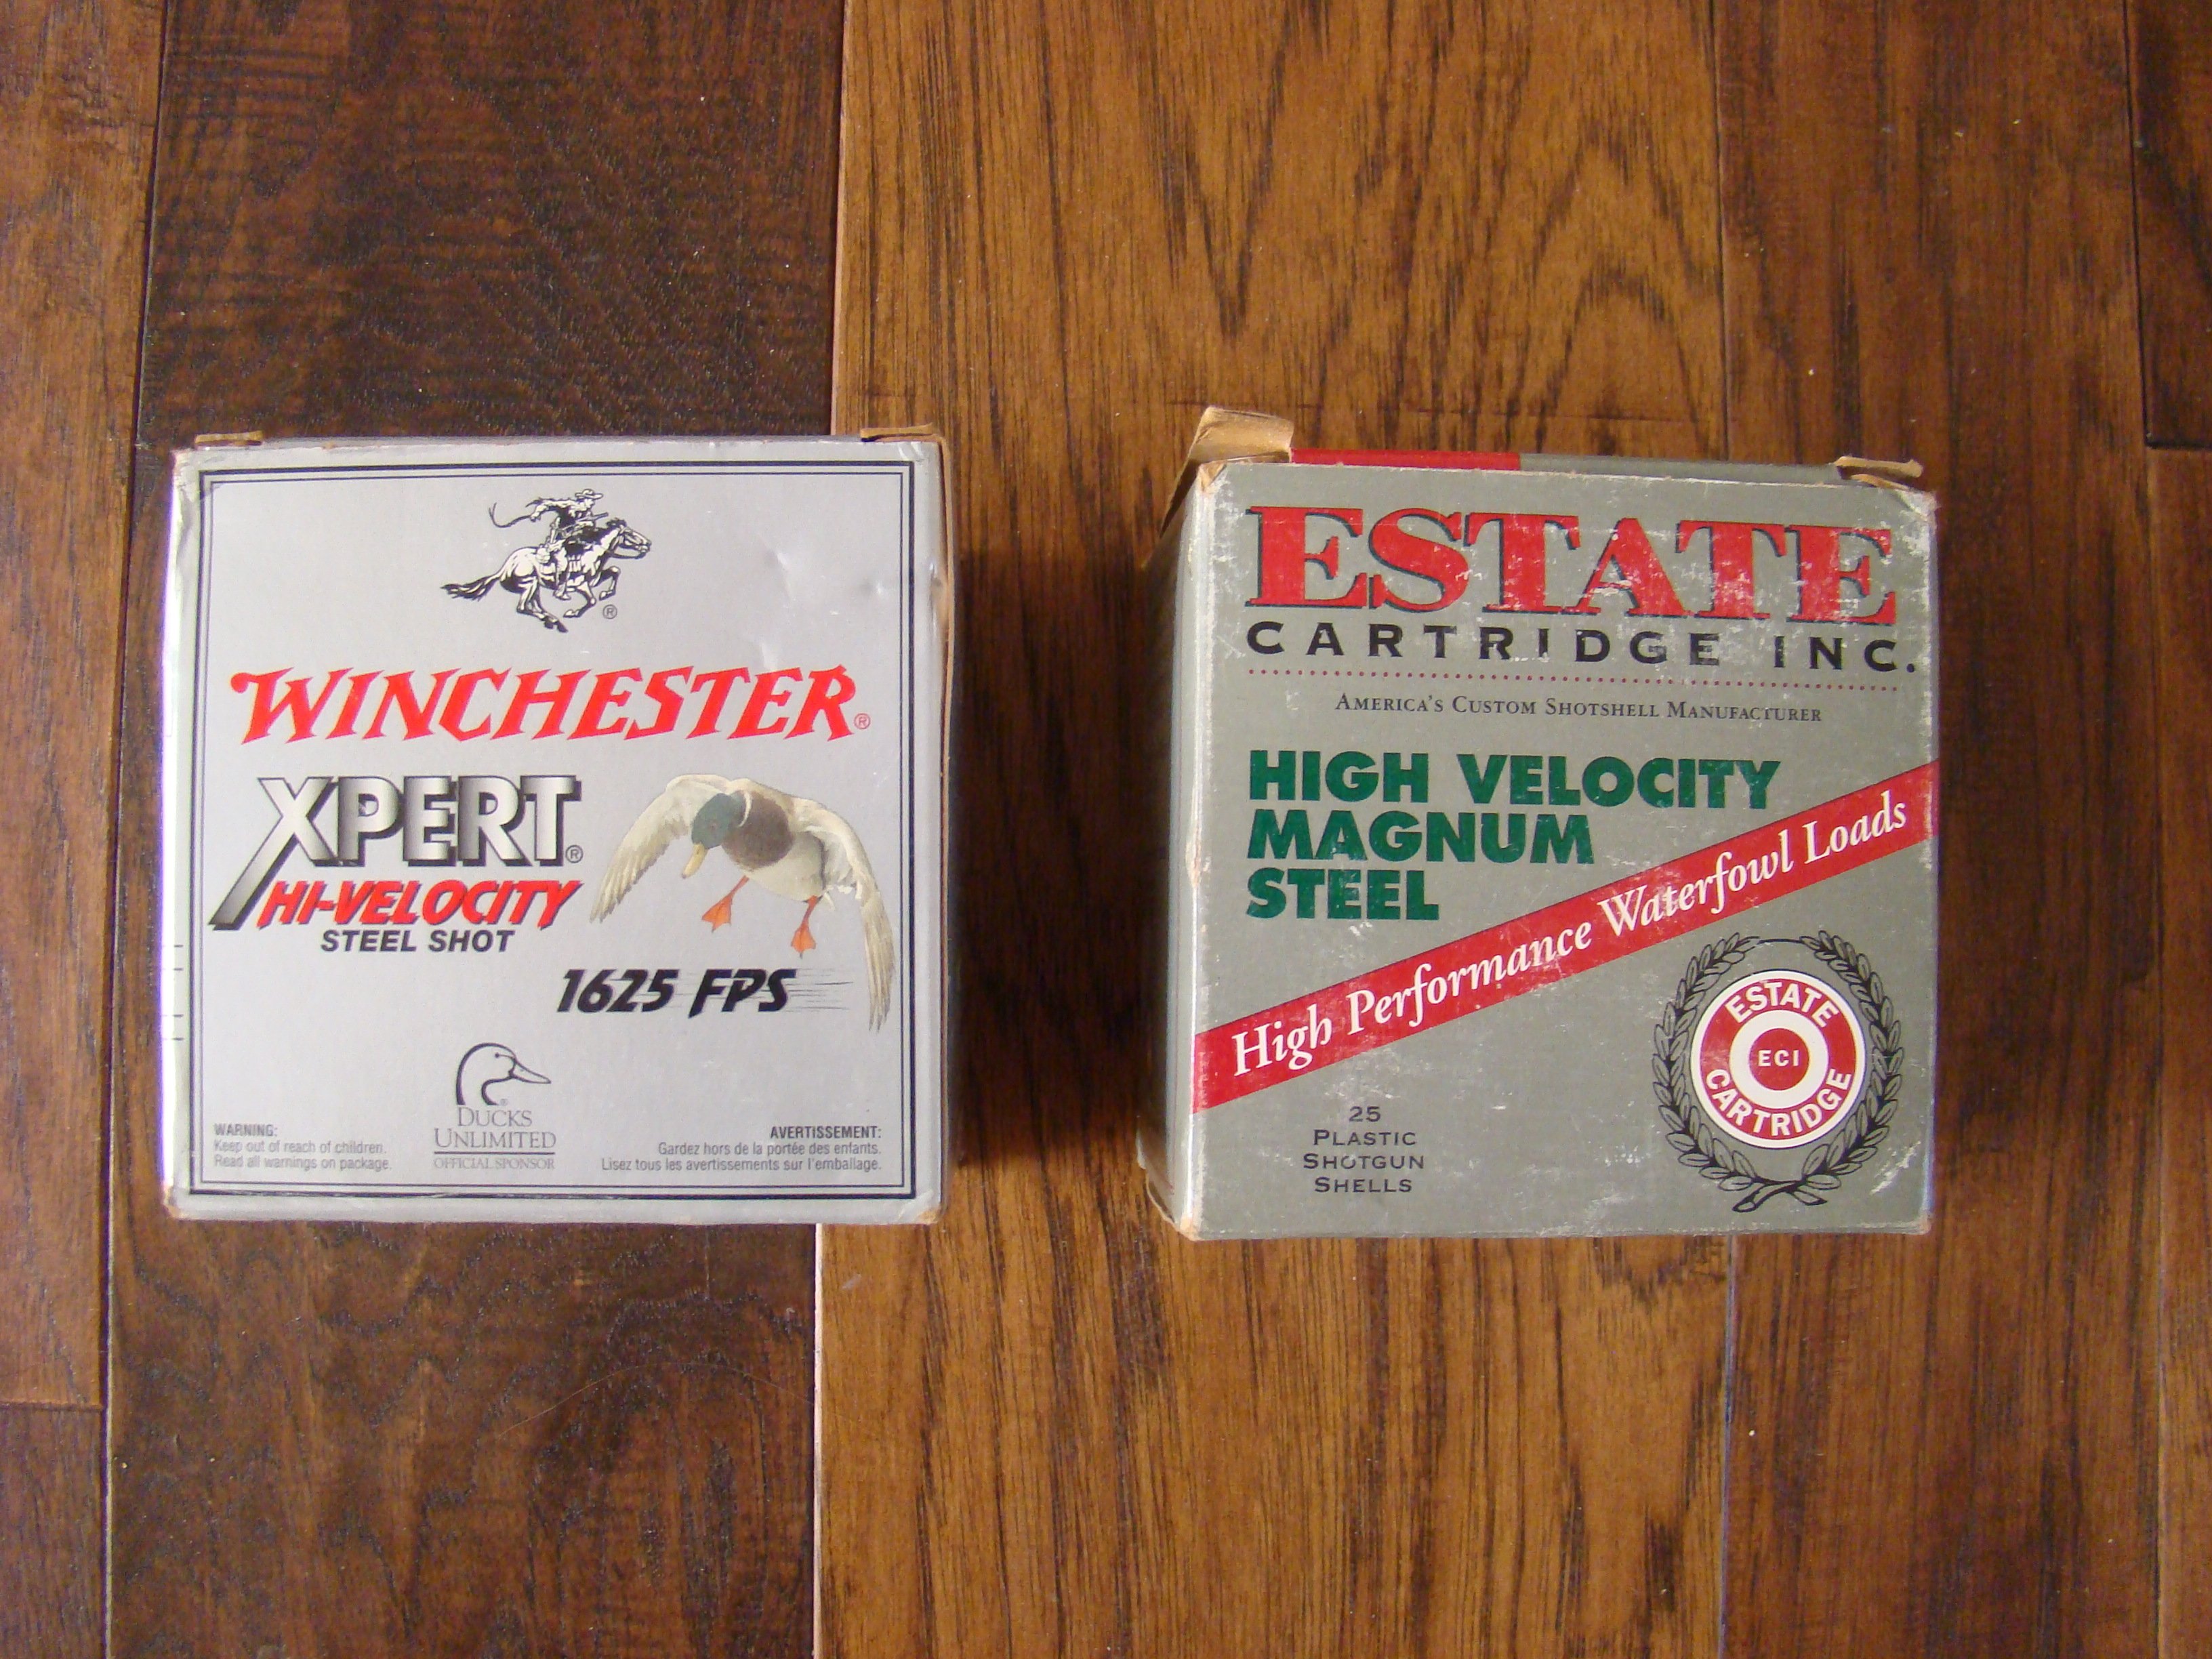 WINCHESTER®
XPERT®
HI-VELOCITY
STEEL SHOT
1625 FPS
DUCKS
UNLIMITED
OFFICIAL SPONSOR
WARNING:
Keep out of reach of children.
Read all warnings on package.
AVERTISSEMENT:
Gardez hors de la portée des enfants.
Lisez tous les avertissements sur l'emballage.
ESTATE
CARTRIDGE INC.
AMERICA'S CUSTOM SHOTSHELL MANUFACTURER
HIGH VELOCITY
MAGNUM
STEEL
High Performance Waterfowl Loads
25
PLASTIC
SHOTGUN
SHELLS
ESTATE
ECI
CARTRIDGE